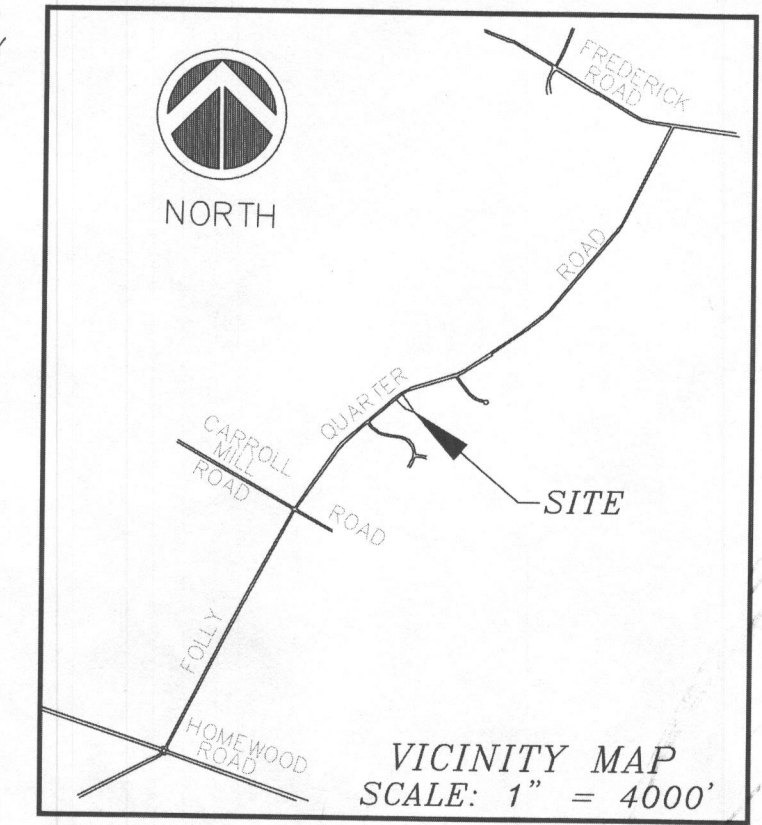 FREDERICK
ROAD
NORTH
ROAD
QUARTER
CARROLL
MILL
ROAD
ROAD
SITE
FOLLY
HOMEWOOD
ROAD
VICINITY MAP
SCALE: 1" = 4000'